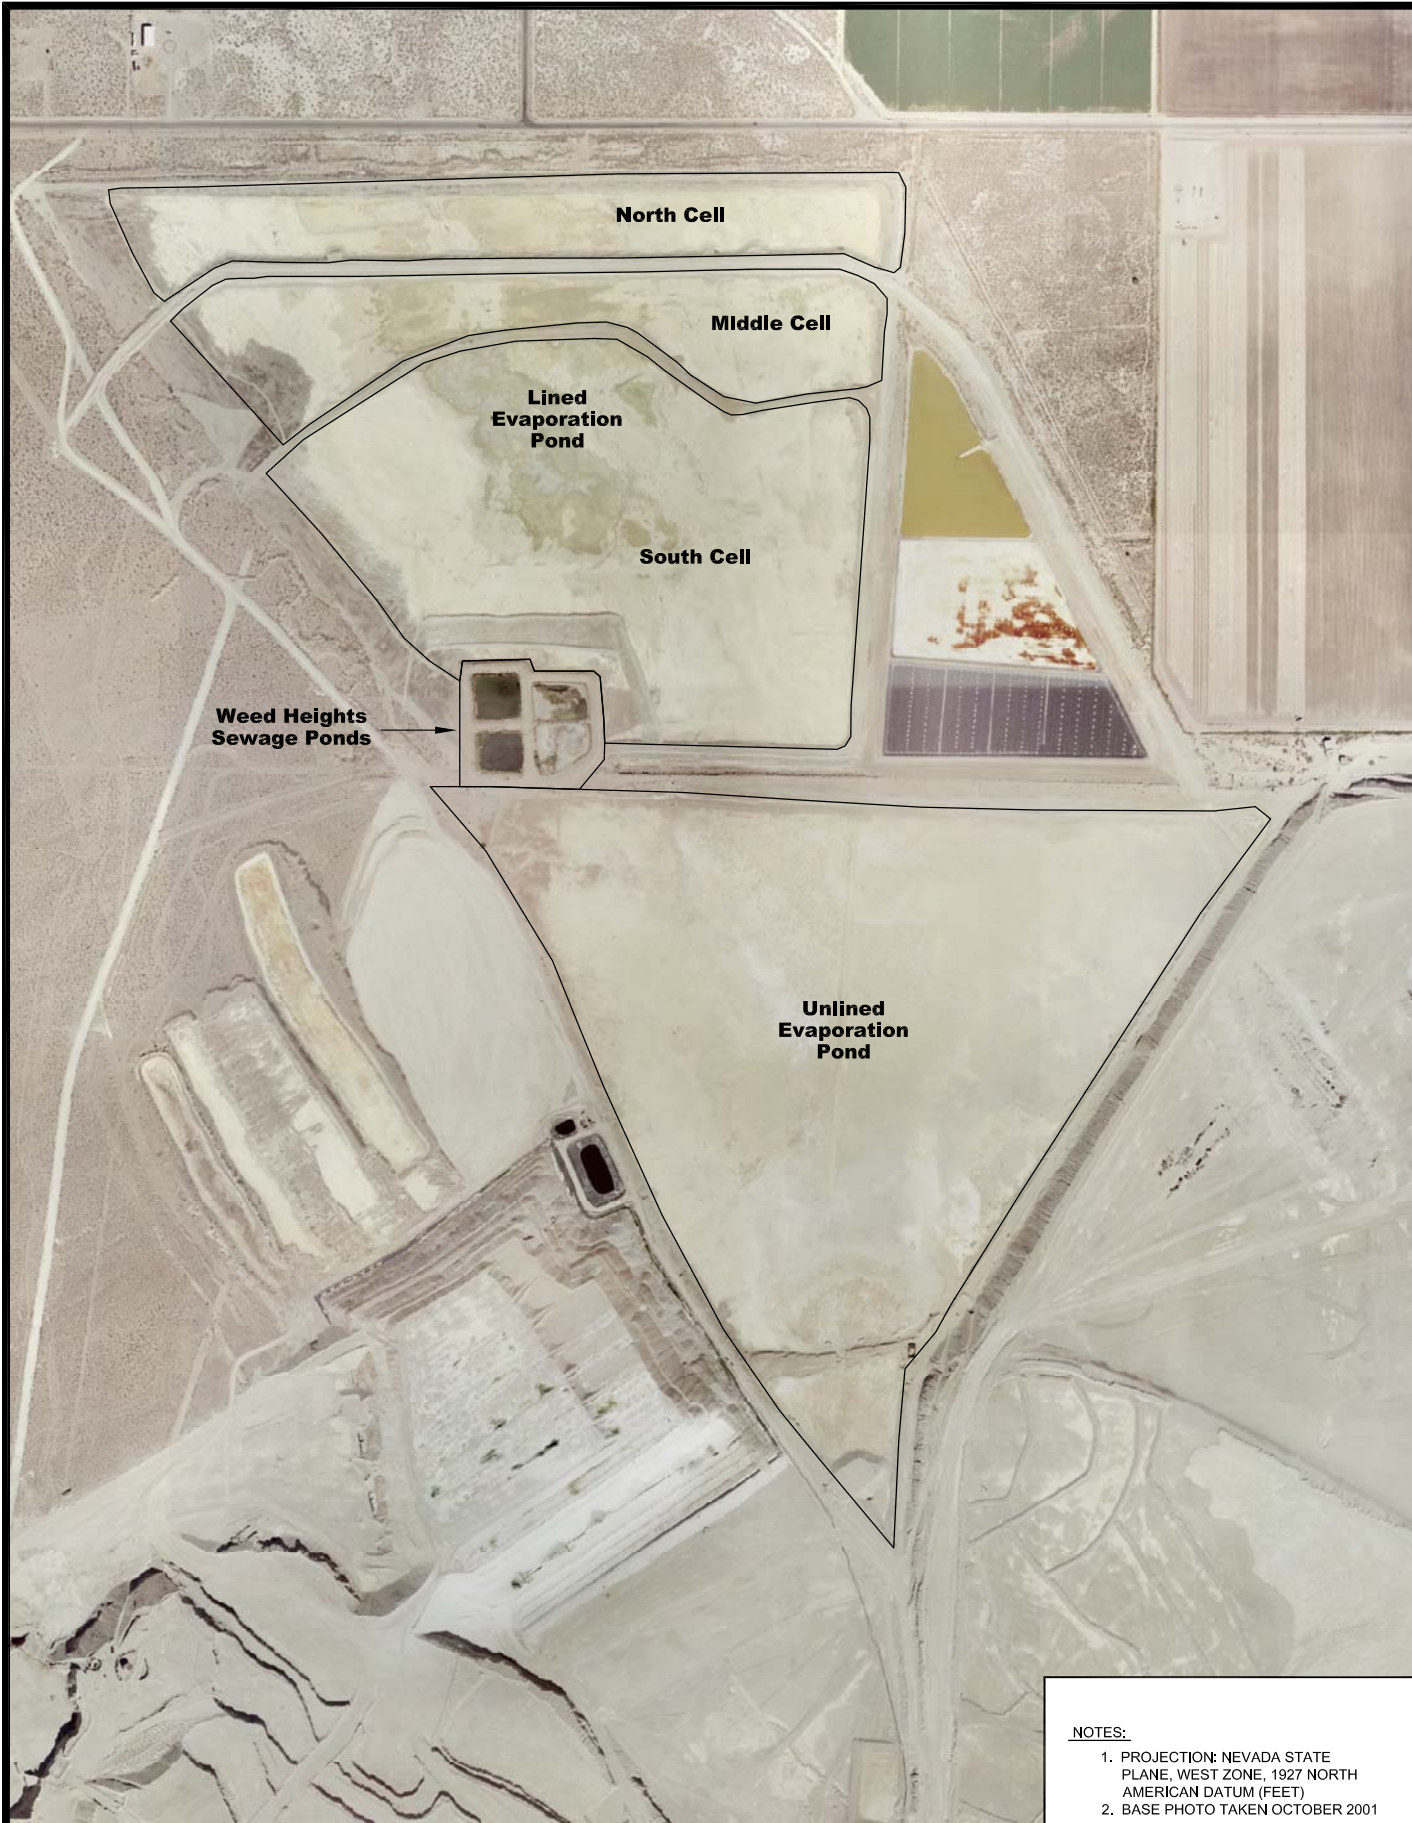 North Cell
MIddle Cell
Lined
Evaporation
Pond
South Cell
Weed Heights
Sewage Ponds
Unlined
Evaporation
Pond
NOTES:
1. PROJECTION: NEVADA STATE
PLANE, WEST ZONE, 1927 NORTH
AMERICAN DATUM (FEET)
2. BASE PHOTO TAKEN OCTOBER 2001